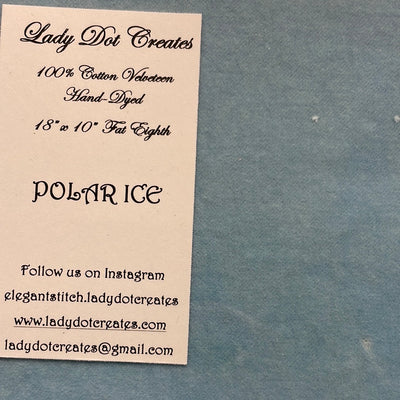 Lady Dot Creates
100% Cotton Velveteen
Hand-Dyed
18" x 10" Fat Eighth
POLAR ICE
Follow us on Instagram
elegantstitch.ladydotcreates
www.ladydotcreates.com
ladydotcreates@gmail.com